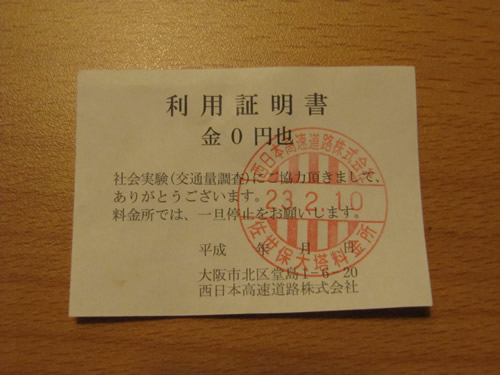 利用証明書
金0円也
社会実験(交通量調査)にご協力頂きまして、
ありがとうございます。
料金所では、一旦停止をお願いします。
平成 年 月 日
大阪市北区堂島1-6-20
西日本高速道路株式会社
西日本高速道路株式会社
23.2.10
佐世保大塔料金所